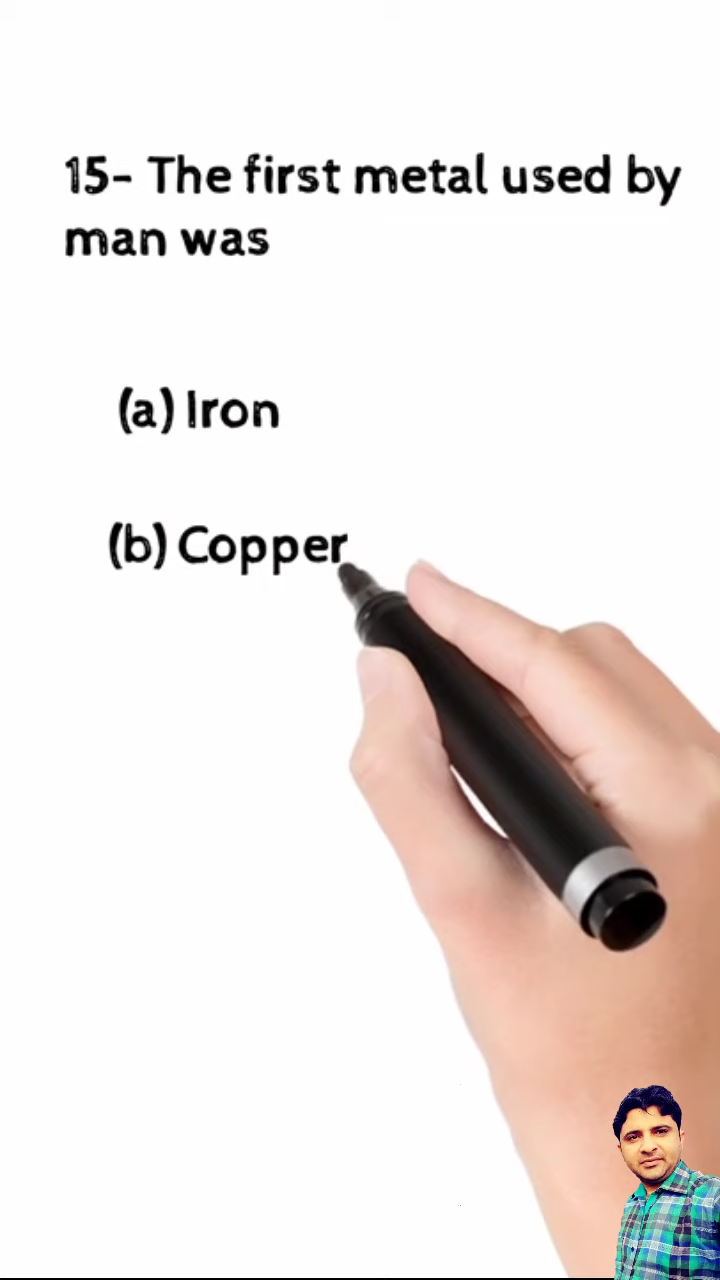 15- The first metal used by
man was
(a) Iron
(b) Copper